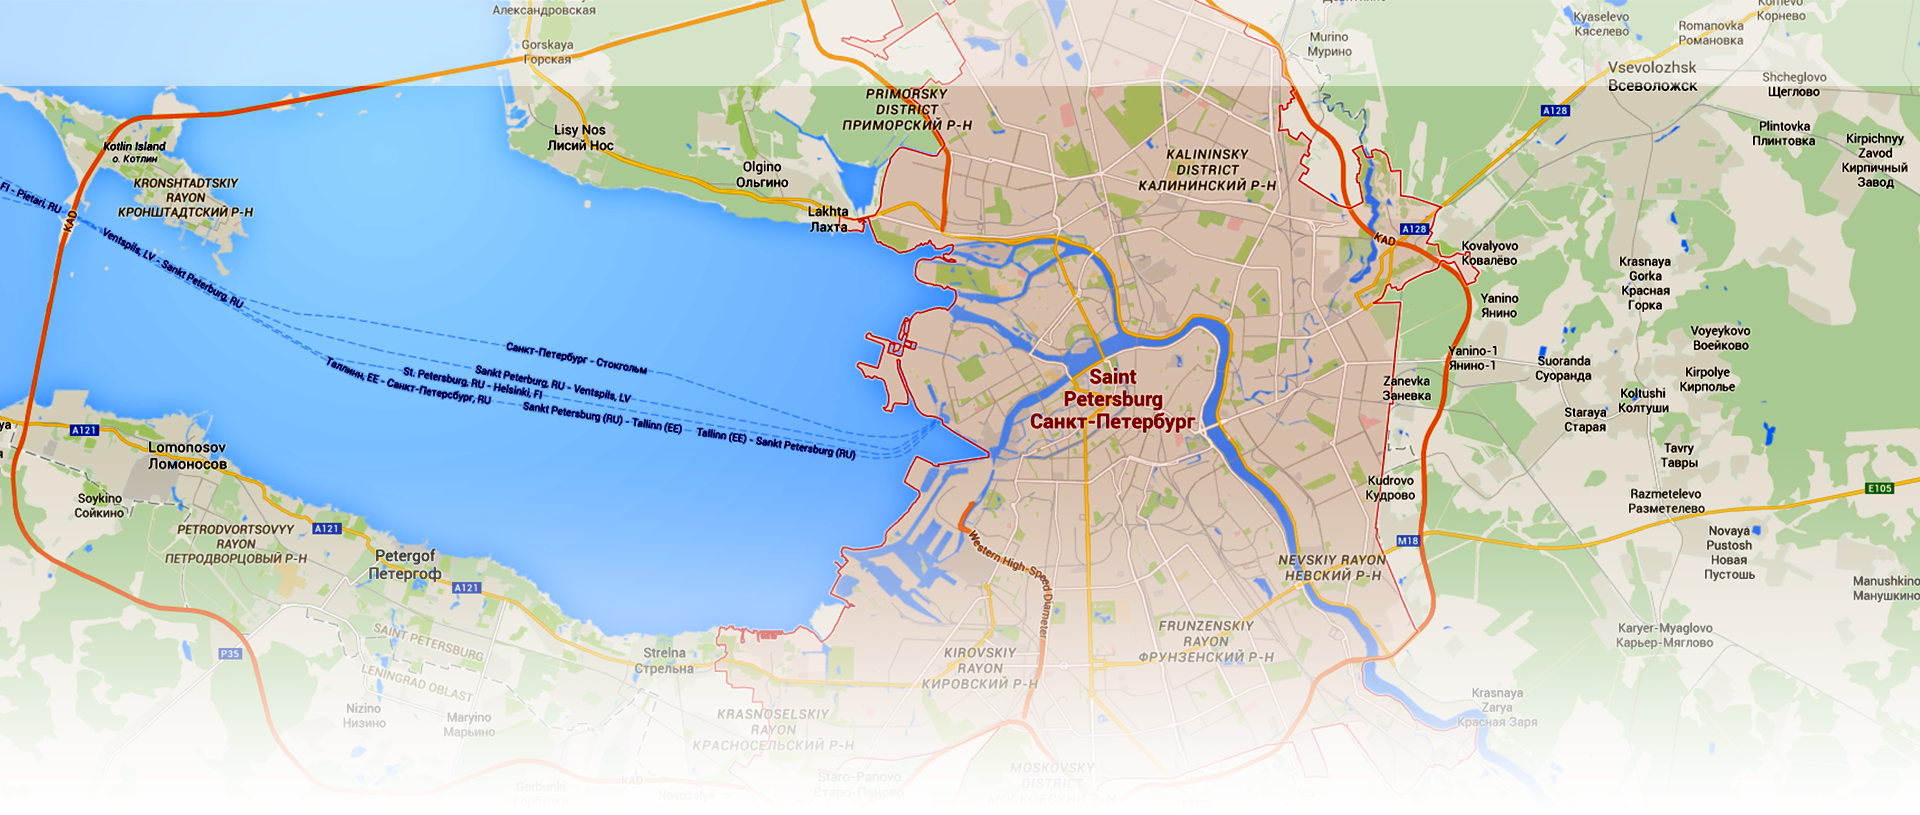 Александровская
Gorskaya
Горская
Murino
Мурино
Kyaselevo
Кяселево
Kornevo
Корнево
Romanovka
Романовка
Vsevolozhsk
Всеволожск
Shcheglovo
Щеглово
A128
PRIMORSKY
DISTRICT
ПРИМОРСКИЙ Р-Н
Lisy Nos
Лисий Нос
Kotlin Island
о. Котлин
KRONSHTADTSKIY
RAYON
КРОНШТАДТСКИЙ Р-Н
Olgino
Ольгино
Lakhta
Лахта
KALININSKY
DISTRICT
КАЛИНИНСКИЙ Р-Н
Plintovka
Плинтовка
Kirpichnyy
Zavod
Кирпичный
Завод
FI - Pietari, RU
KAD
Ventspils, LV - Sankt Peterburg, RU
KAD
A128
Kovalyovo
Ковалёво
Krasnaya
Gorka
Красная
Горка
Yanino
Янино
Voyeykovo
Воейково
Yanino-1
Янино-1
Suoranda
Суоранда
Kirpolye
Кирполье
Koltushi
Колтуши
Zanevka
Заневка
Staraya
Старая
Санкт-Петербург - Стокгольм
Sankt Peterburg, RU - Ventspils, LV
St. Petersburg, RU - Helsinki, FI
Таллинн, EE - Санкт-Петерсбург, RU
Sankt Petersburg (RU) - Tallinn (EE)
Tallinn (EE) - Sankt Petersburg (RU)
Saint
Petersburg
Санкт-Петербург
A121
Lomonosov
Ломоносов
Tavry
Тавры
Kudrovo
Кудрово
E105
Razmetelevo
Разметелево
Soykino
Сойкино
A121
PETRODVORTSOVYY
RAYON
ПЕТРОДВОРЦОВЫЙ Р-Н
Petergof
Петергоф
A121
Western High-Speed Diameter
M18
NEVSKIY RAYON
НЕВСКИЙ Р-Н
Novaya
Pustosh
Новая
Пустошь
Manushkino
Манушкино
FRUNZENSKIY
RAYON
ФРУНЗЕНСКИЙ Р-Н
Karyer-Myaglovo
Карьер-Мяглово
P35
SAINT PETERSBURG
LENINGRAD OBLAST
Strelna
Стрельна
KIROVSKIY
RAYON
КИРОВСКИЙ Р-Н
Krasnaya
Zarya
Красная Заря
Nizino
Низино
Maryino
Марьино
KRASNOSELSKIY
RAYON
КРАСНОСЕЛЬСКИЙ Р-Н
Staro-Panovo
Старо-Паново
MOSKOVSKY
DISTRICT
МОСКОВСКИЙ Р-Н
Gorbunki
KAD